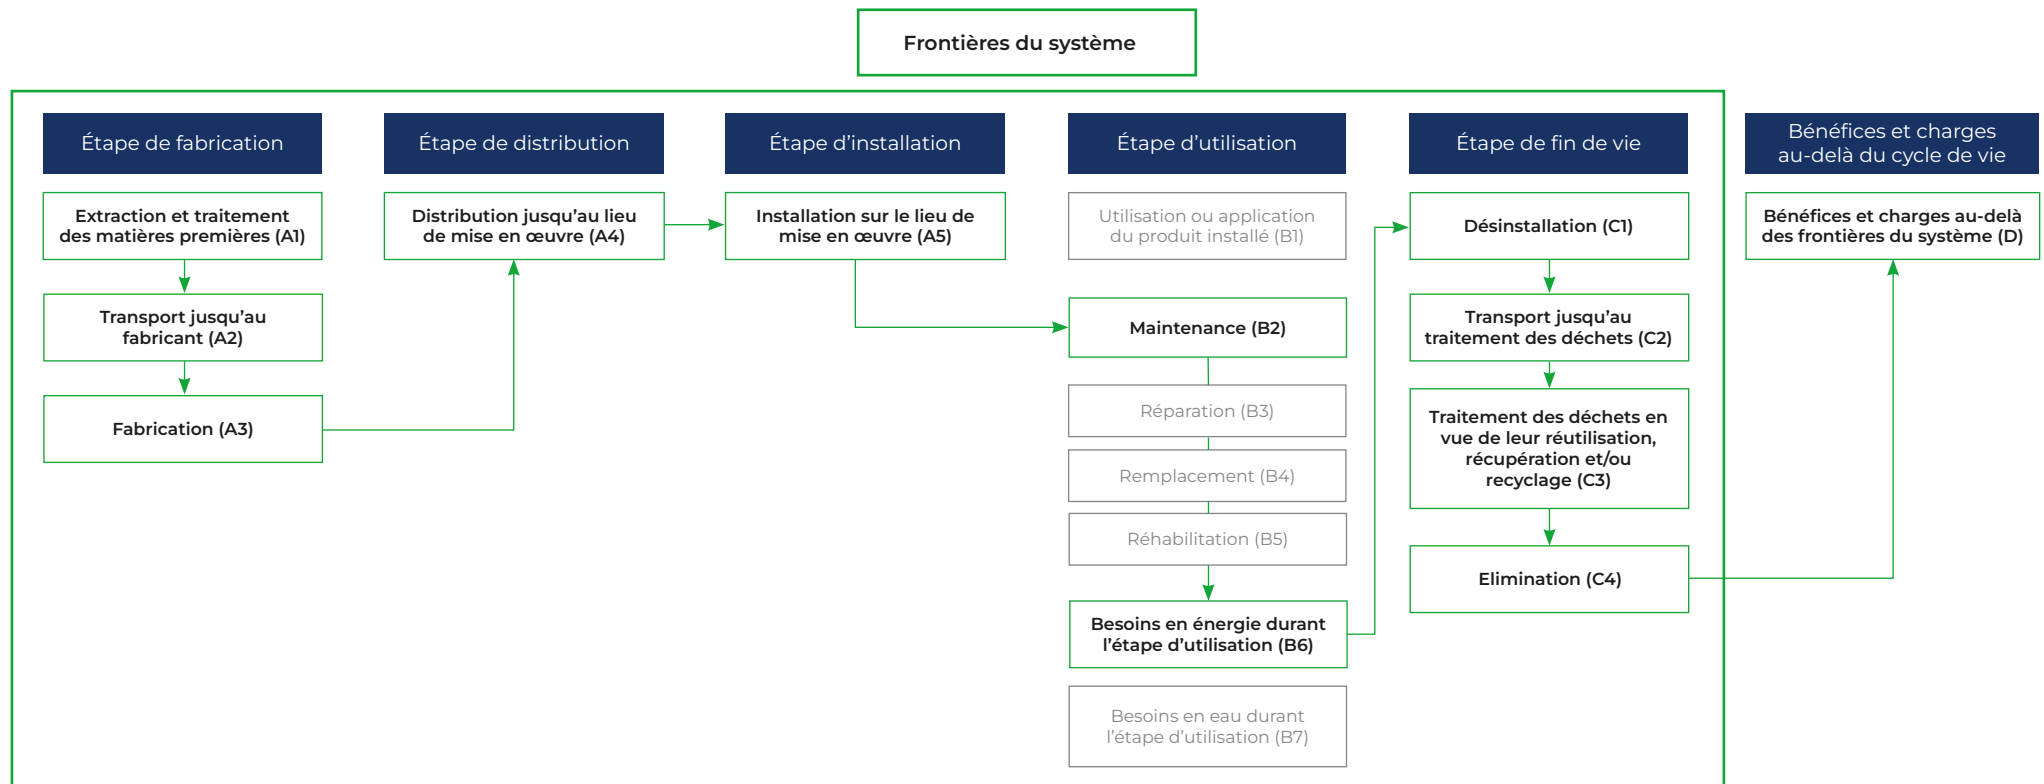 Frontières du système
Étape de fabrication
Extraction et traitement
des matières premières (A1)
Transport jusqu'au
fabricant (A2)
Fabrication (A3)
Étape de distribution
Distribution jusqu'au lieu
de mise en œuvre (A4)
Étape d'installation
Installation sur le lieu de
mise en œuvre (A5)
Étape d'utilisation
Utilisation ou application
du produit installé (B1)
Maintenance (B2)
Réparation (B3)
Remplacement (B4)
Réhabilitation (B5)
Besoins en énergie durant
l'étape d'utilisation (B6)
Besoins en eau durant
l'étape d'utilisation (B7)
Étape de fin de vie
Désinstallation (C1)
Transport jusqu'au
traitement des déchets (C2)
Traitement des déchets en
vue de leur réutilisation,
récupération et/ou
recyclage (C3)
Elimination (C4)
Bénéfices et charges
au-delà du cycle de vie
Bénéfices et charges au-delà
des frontières du système (D)